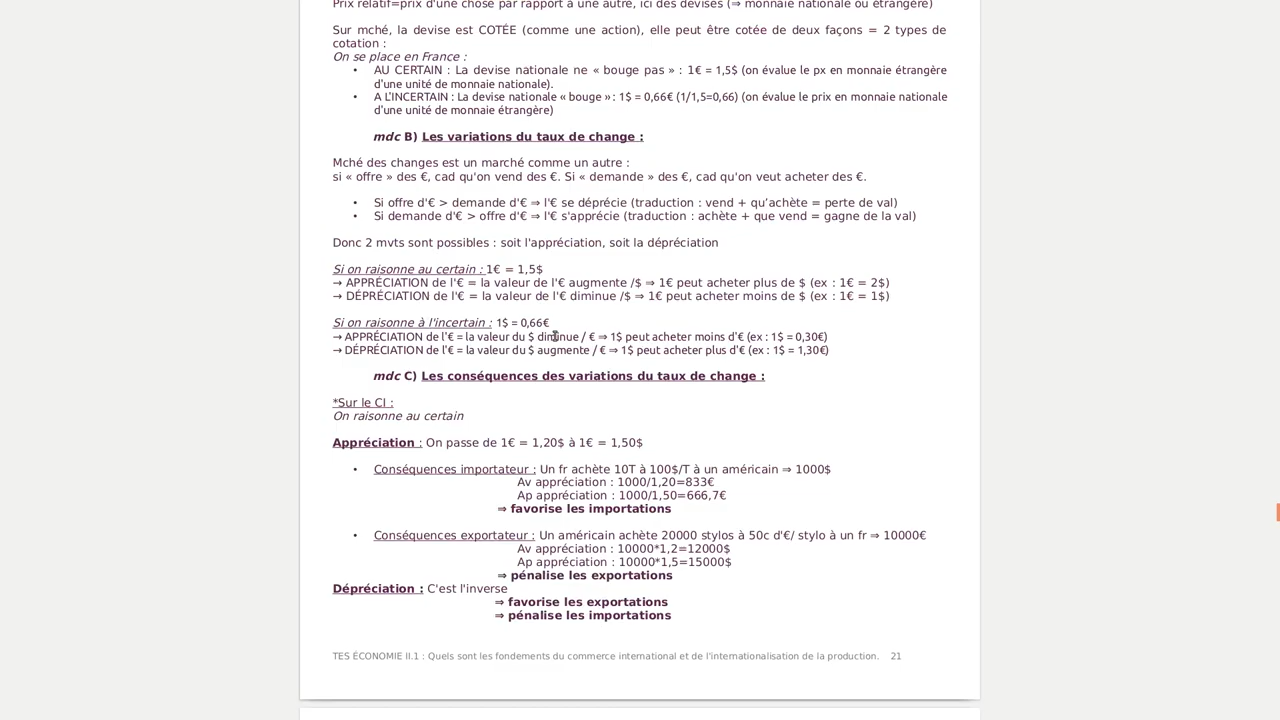 Prix relatif=prix d'une chose par rapport à une autre, ici des devises (⇒ monnaie nationale ou étrangère)
Sur mché, la devise est COTÉE (comme une action), elle peut être cotée de deux façons = 2 types de
cotation :
On se place en France :
• AU CERTAIN : La devise nationale ne « bouge pas » : 1€ = 1,5$ (on évalue le px en monnaie étrangère
d'une unité de monnaie nationale).
• A L'INCERTAIN : La devise nationale « bouge » : 1$ = 0,66€ (1/1,5=0,66) (on évalue le prix en monnaie nationale
d'une unité de monnaie étrangère)
mdc B) Les variations du taux de change :
Mché des changes est un marché comme un autre :
si « offre » des €, cad qu'on vend des €. Si « demande » des €, cad qu'on veut acheter des €.
• Si offre d'€ > demande d'€ ⇒ l'€ se déprécie (traduction : vend + qu'achète = perte de val)
• Si demande d'€ > offre d'€ ⇒ l'€ s'apprécie (traduction : achète + que vend = gagne de la val)
Donc 2 mvts sont possibles : soit l'appréciation, soit la dépréciation
Si on raisonne au certain : 1€ = 1,5$
→ APPRÉCIATION de l'€ = la valeur de l'€ augmente /$ ⇒ 1€ peut acheter plus de $ (ex : 1€ = 2$)
→ DÉPRÉCIATION de l'€ = la valeur de l'€ diminue /$ ⇒ 1€ peut acheter moins de $ (ex : 1€ = 1$)
Si on raisonne à l'incertain : 1$ = 0,66€
→ APPRÉCIATION de l'€ = la valeur du $ diminue / € ⇒ 1$ peut acheter moins d'€ (ex : 1$ = 0,30€)
→ DÉPRÉCIATION de l'€ = la valeur du $ augmente / € ⇒ 1$ peut acheter plus d'€ (ex : 1$ = 1,30€)
mdc C) Les conséquences des variations du taux de change :
*Sur le CI :
On raisonne au certain
Appréciation : On passe de 1€ = 1,20$ à 1€ = 1,50$
• Conséquences importateur : Un fr achète 10T à 100$/T à un américain ⇒ 1000$
Av appréciation : 1000/1,20=833€
Ap appréciation : 1000/1,50=666,7€
⇒ favorise les importations
• Conséquences exportateur : Un américain achète 20000 stylos à 50c d'€/ stylo à un fr ⇒ 10000€
Av appréciation : 10000*1,2=12000$
Ap appréciation : 10000*1,5=15000$
⇒ pénalise les exportations
Dépréciation : C'est l'inverse
⇒ favorise les exportations
⇒ pénalise les importations
TES ÉCONOMIE II.1 : Quels sont les fondements du commerce international et de l'internationalisation de la production. 21